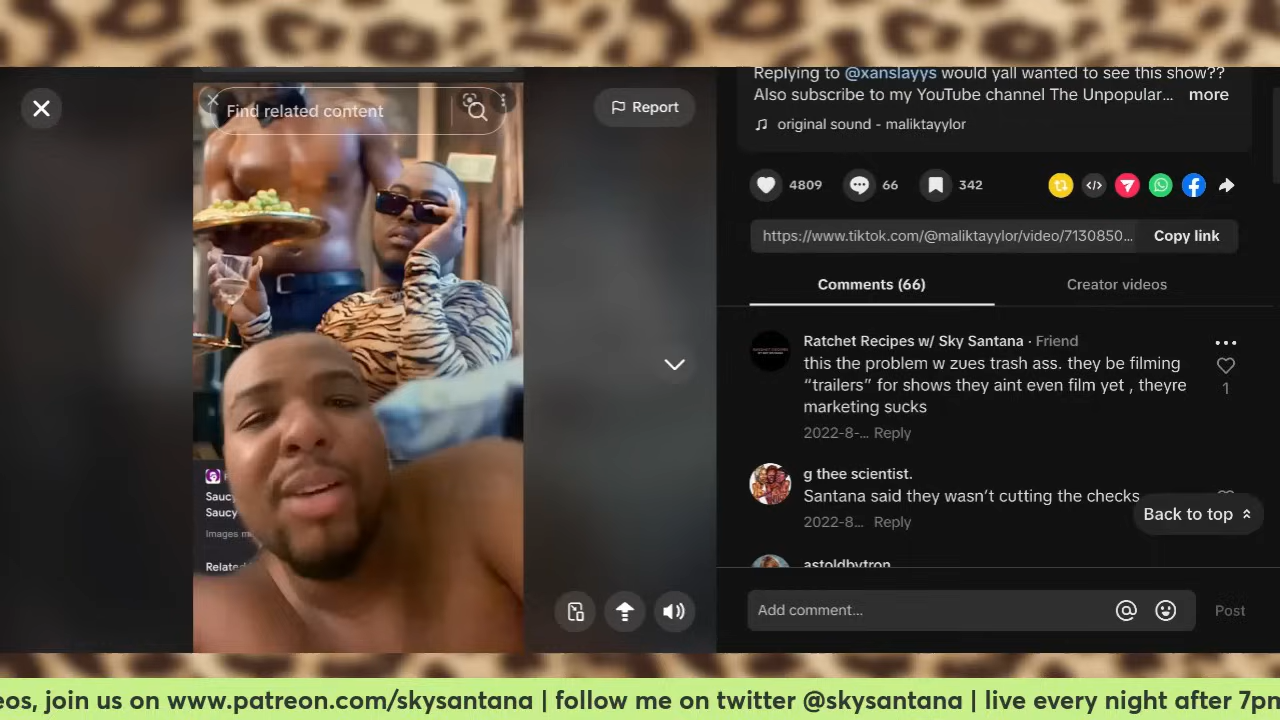 Find related content
Report
Saucy
Saucy
Images m
Related
Replying to @xanslayys would yall wanted to see this show??
Also subscribe to my YouTube channel The Unpopular... more
original sound - maliktayylor
4809
66
342
https://www.tiktok.com/@maliktayylor/video/7130850...
Copy link
Comments (66)
Creator videos
Ratchet Recipes w/ Sky Santana · Friend
this the problem w zues trash ass. they be filming
“trailers” for shows they aint even film yet , theyre
marketing sucks
1
2022-8-... Reply
g thee scientist.
Santana said they wasn’t cutting the checks
2022-8... Reply
Back to top
astoldbytron
Add comment...
Post
eos, join us on www.patreon.com/skysantana | follow me on twitter @skysantana | live every night after 7pm